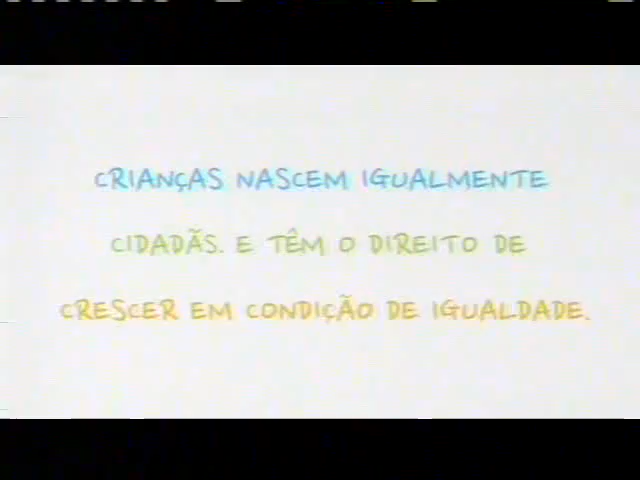 CRIANÇAS NASCEM IGUALMENTE
CIDADÃS. E TÊM O DIREITO DE
CRESCER EM CONDIÇÃO DE IGUALDADE.